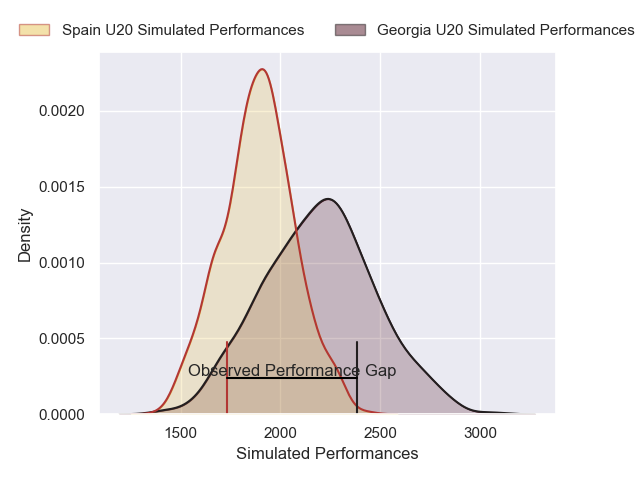 Spain U20 Simulated Performances
Georgia U20 Simulated Performances
0.0020
0.0015
0.0010
0.0005
0.0000
Density
Observed Performance Gap
1500
2000
2500
3000
Simulated Performances